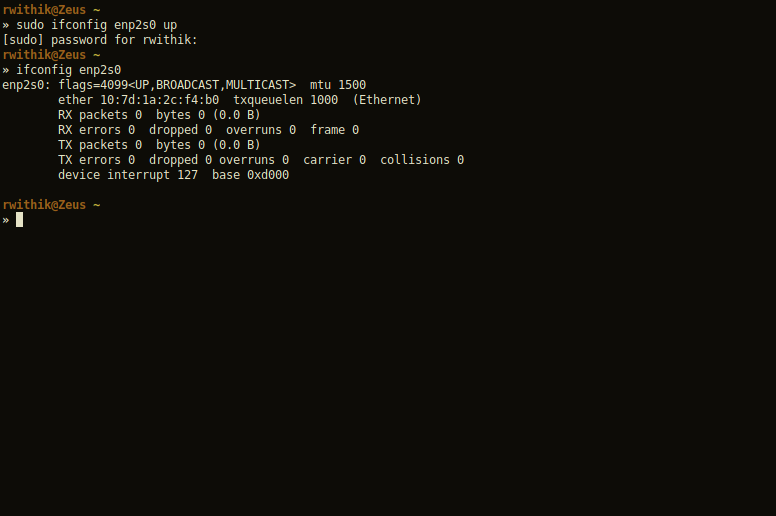 rwithik@Zeus ~
» sudo ifconfig enp2s0 up
[sudo] password for rwithik:
rwithik@Zeus ~
» ifconfig enp2s0
enp2s0: flags=4099<UP,BROADCAST,MULTICAST>  mtu 1500
        ether 10:7d:1a:2c:f4:b0  txqueuelen 1000  (Ethernet)
        RX packets 0  bytes 0 (0.0 B)
        RX errors 0  dropped 0  overruns 0  frame 0
        TX packets 0  bytes 0 (0.0 B)
        TX errors 0  dropped 0 overruns 0  carrier 0  collisions 0
        device interrupt 127  base 0xd000
rwithik@Zeus ~
»